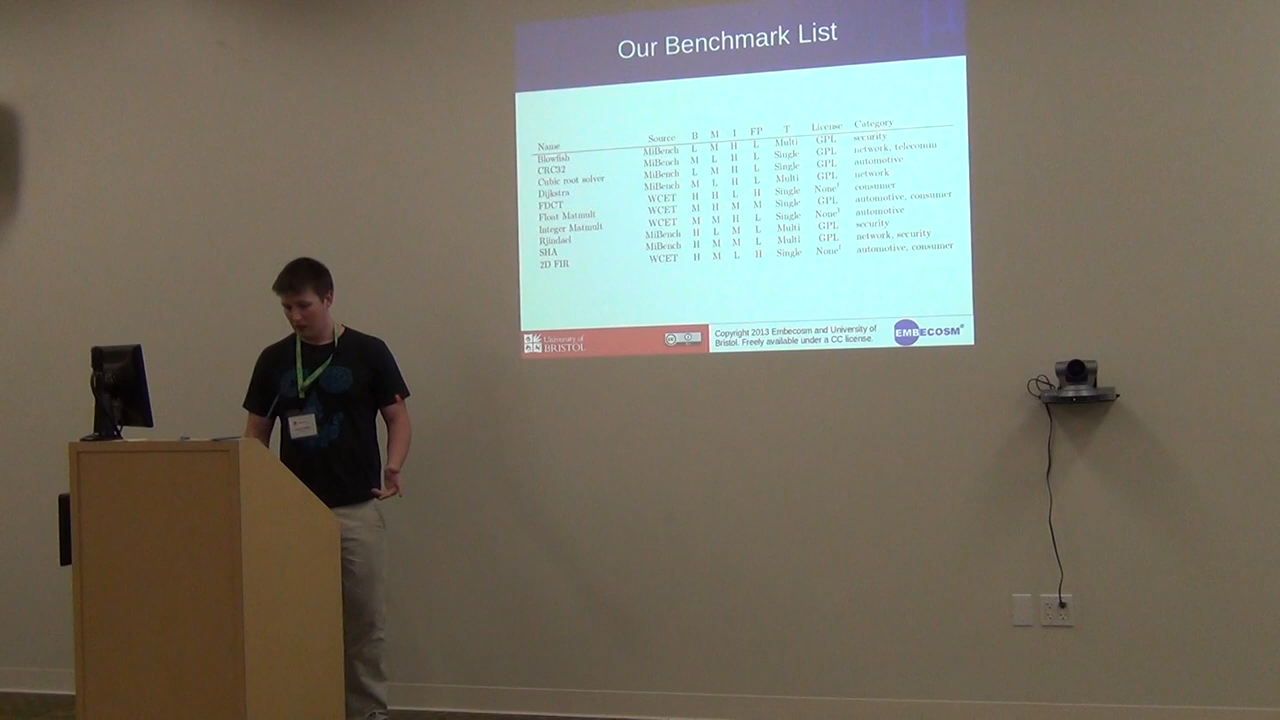 Our Benchmark List
Name Source B M I FP T License Category
Blowfish MiBench L M H L Multi GPL security
CRC32 MiBench M L H L Single GPL network, telecomm
Cubic root solver MiBench L M H L Single GPL automotive
Dijkstra MiBench M L H L Multi GPL network
FDCT WCET H H L H Single None† consumer
Float Matmult WCET M H M M Single GPL automotive, consumer
Integer Matmult WCET M M H L Single None† automotive
Rjindael MiBench H L M L Multi GPL security
SHA MiBench H M M L Multi GPL network, security
2D FIR WCET H M L H Single None† automotive, consumer
University of
BRISTOL
Copyright 2013 Embecosm and University of
Bristol. Freely available under a CC license.
EMBECOSM®